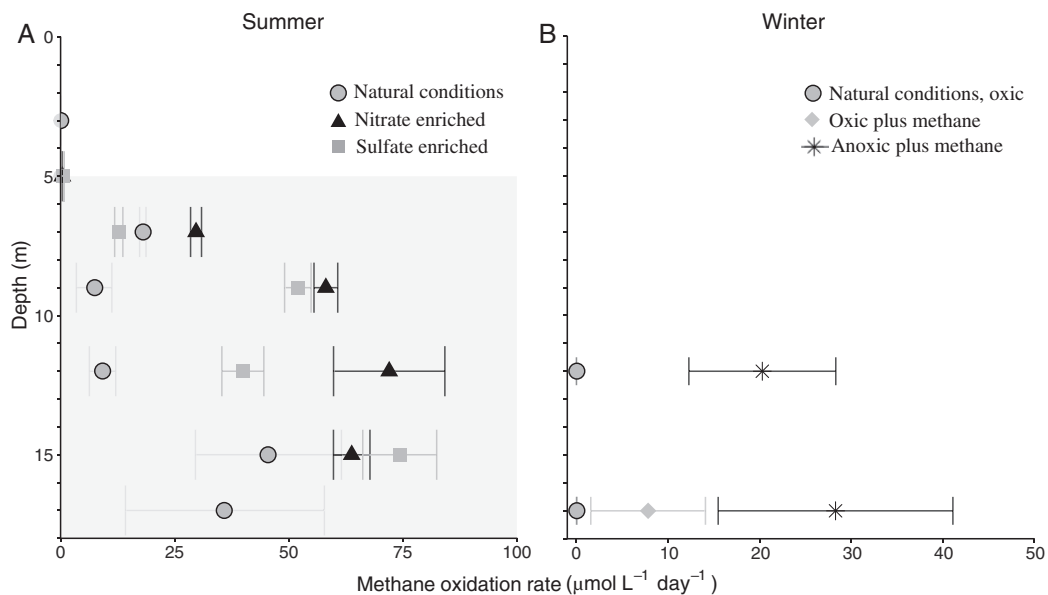 A
Summer
Natural conditions
Nitrate enriched
Sulfate enriched
0
5
10
15
Depth (m)
0
25
50
75
100
B
Winter
Natural conditions, oxic
Oxic plus methane
Anoxic plus methane
0
10
20
30
40
50
Methane oxidation rate (μmol L⁻¹ day⁻¹)